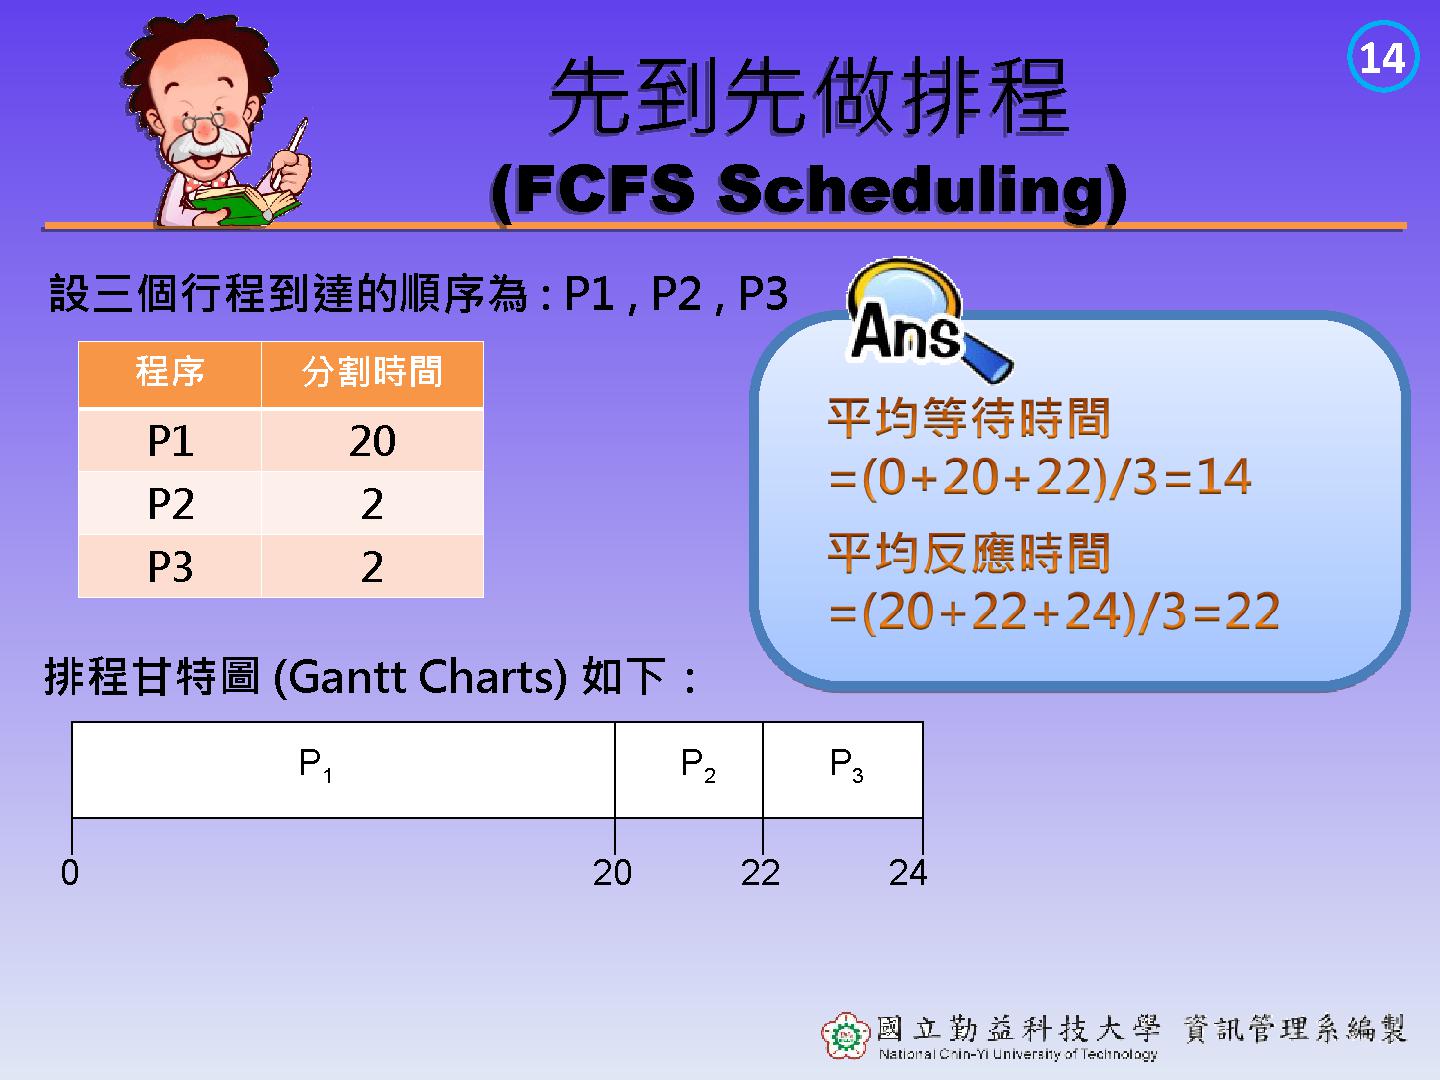 14
先到先做排程
(FCFS Scheduling)
設三個行程到達的順序為 : P1 , P2 , P3
程序 分割時間
P1 20
P2 2
P3 2
Ans
平均等待時間
=(0+20+22)/3=14
平均反應時間
=(20+22+24)/3=22
排程甘特圖 (Gantt Charts) 如下：
P1 P2 P3
0 20 22 24
國立勤益科技大學 資訊管理系編製
National Chin-Yi University of Technology